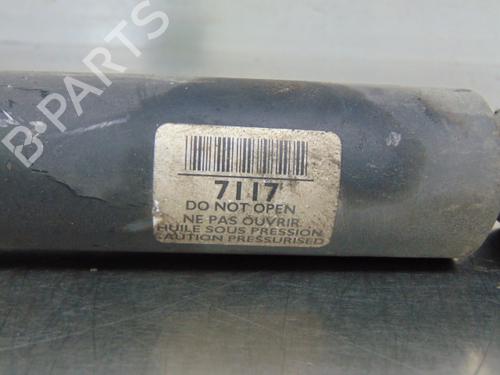 B-PARTS
7117
DO NOT OPEN
NE PAS OUVRIR
HUILE SOUS PRESSION
CAUTION PRESSURISED